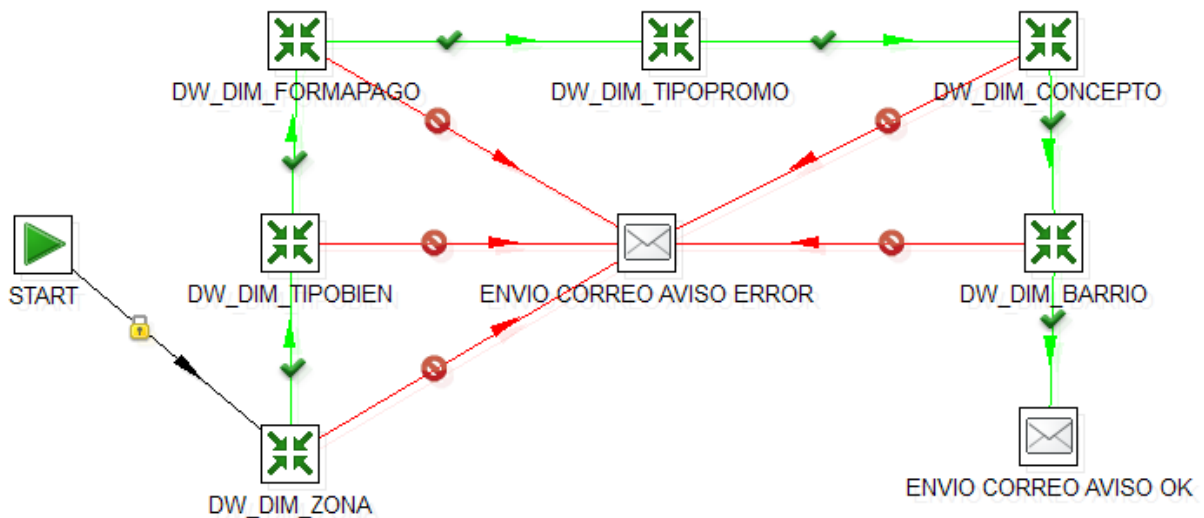 DW_DIM_FORMAPAGO
DW_DIM_TIPOPROMO
DW_DIM_CONCEPTO
START
DW_DIM_TIPOBIEN
ENVIO CORREO AVISO ERROR
DW_DIM_BARRIO
DW_DIM_ZONA
ENVIO CORREO AVISO OK